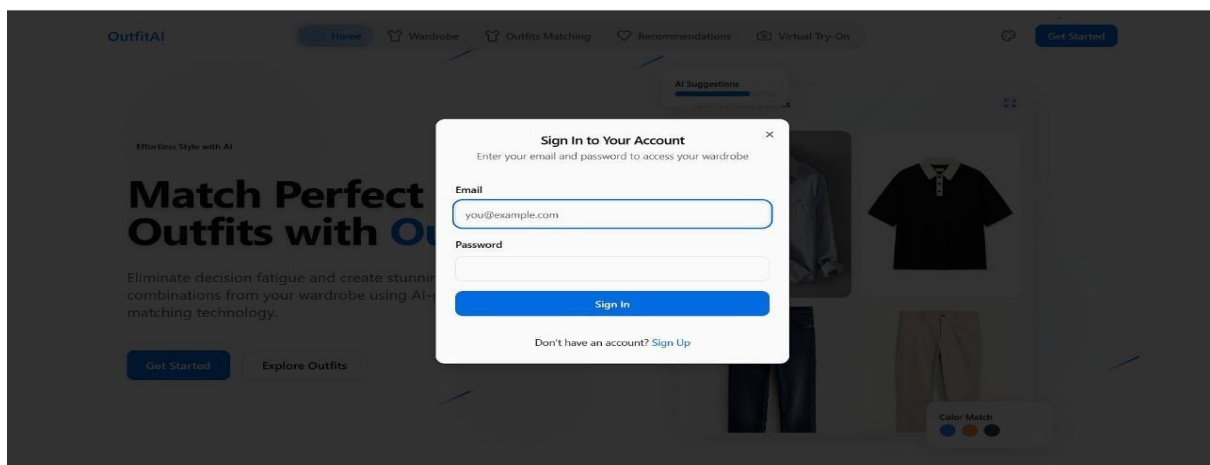 OutfitAI
Home
Wardrobe
Outfits Matching
Recommendations
Virtual Try-On
Get Started
AI Suggestions
Effortless Style with AI
Match Perfect
Outfits with
Eliminate decision fatigue and create
combinations from your wardrobe using
matching technology.
Get Started
Explore Outfits
Sign In to Your Account
×
Enter your email and password to access your wardrobe
Email
you@example.com
Password
Sign In
Don't have an account? Sign Up
Color Match